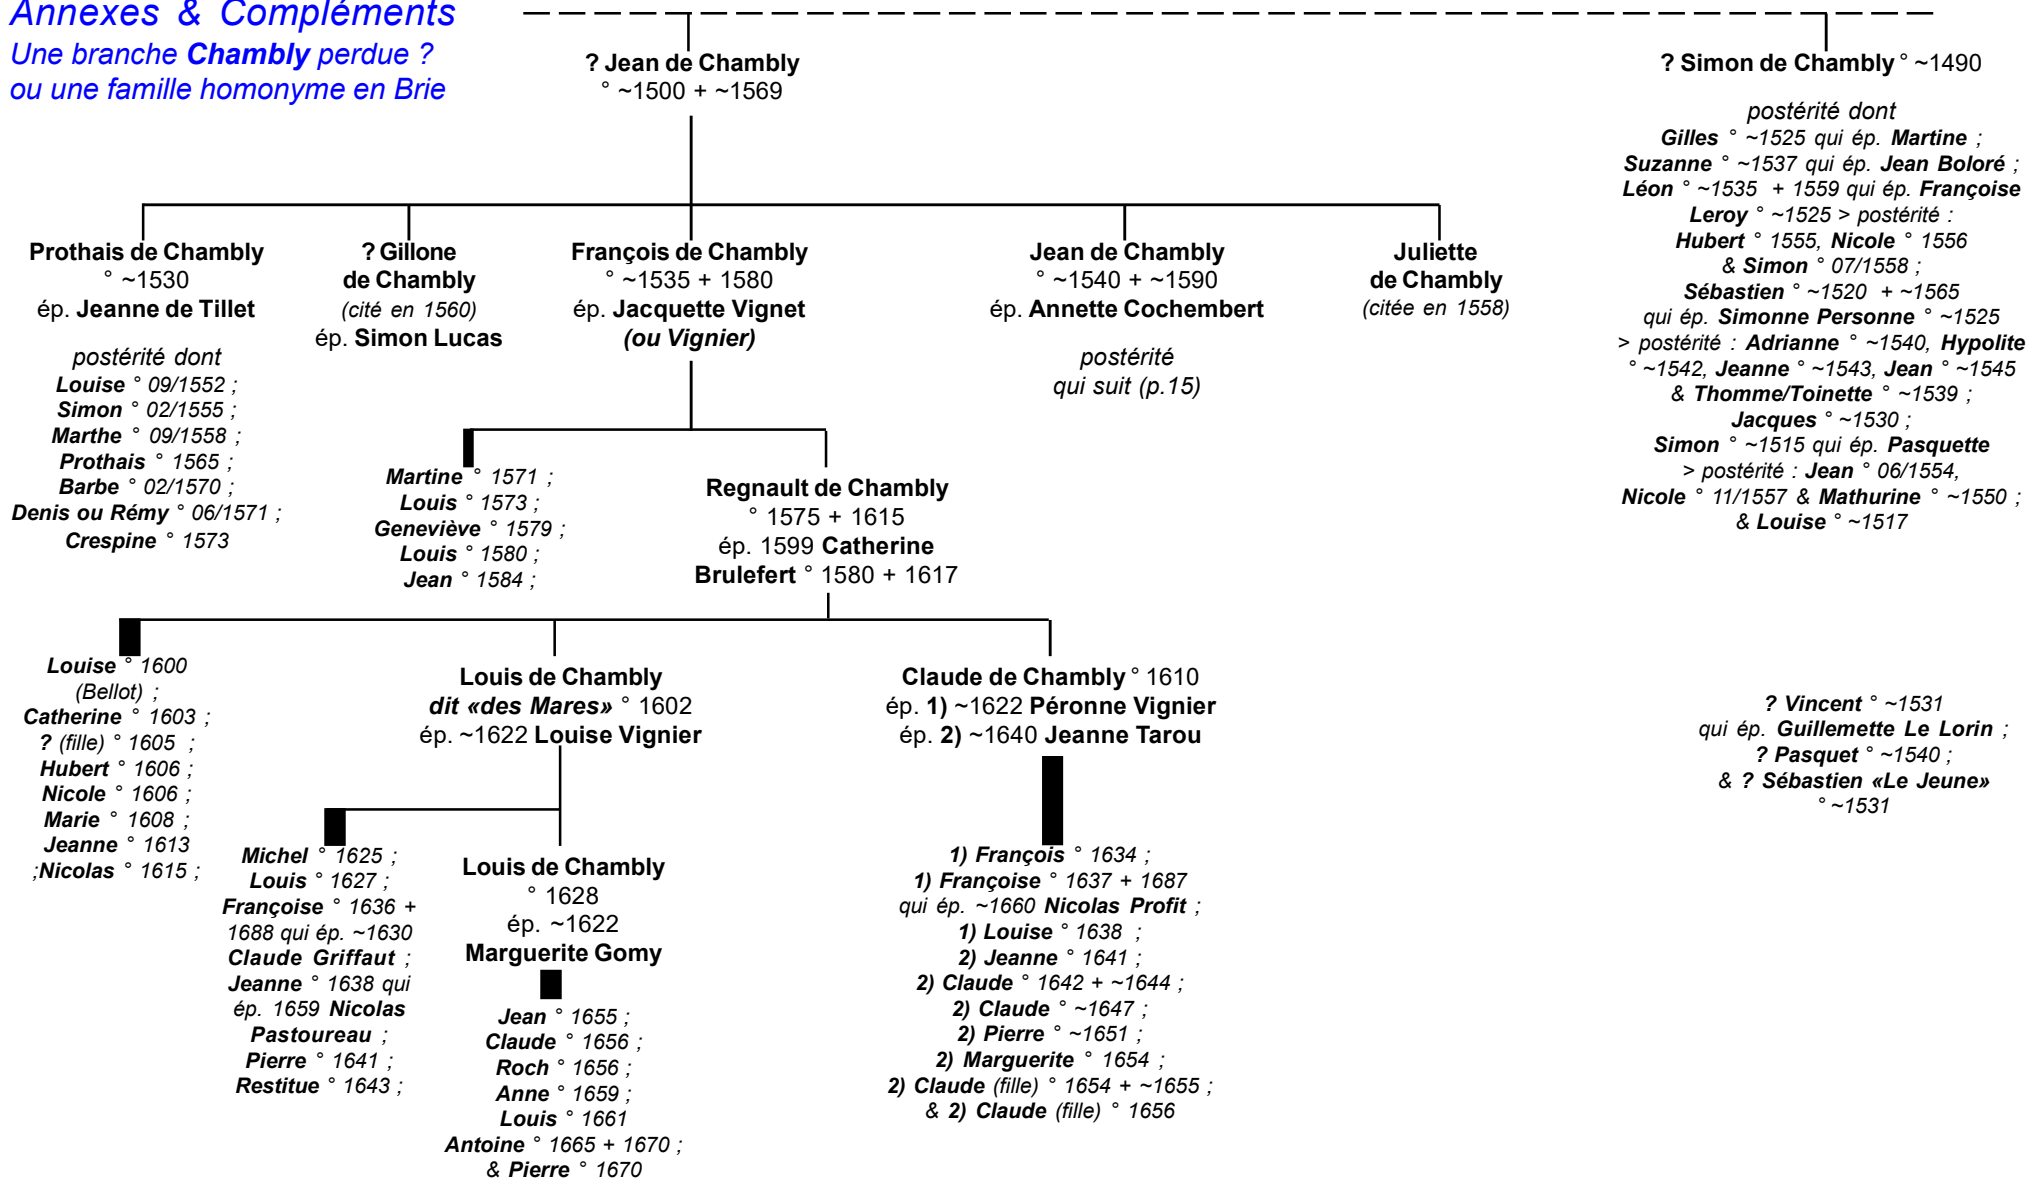 Annexes & Compléments
Une branche Chambly perdue ?
ou une famille homonyme en Brie
? Jean de Chambly
° ~1500 + ~1569
? Simon de Chambly ° ~1490
postérité dont
Gilles ° ~1525 qui ép. Martine ;
Suzanne ° ~1537 qui ép. Jean Boloré ;
Léon ° ~1535 + 1559 qui ép. Françoise
Leroy ° ~1525 > postérité :
Hubert ° 1555, Nicole ° 1556
& Simon ° 07/1558 ;
Sébastien ° ~1520 + ~1565
qui ép. Simonne Personne ° ~1525
> postérité : Adrianne ° ~1540, Hypolite
° ~1542, Jeanne ° ~1543, Jean ° ~1545
& Thomme/Toinette ° ~1539 ;
Jacques ° ~1530 ;
Simon ° ~1515 qui ép. Pasquette
> postérité : Jean ° 06/1554,
Nicole ° 11/1557 & Mathurine ° ~1550 ;
& Louise ° ~1517
Prothais de Chambly
° ~1530
ép. Jeanne de Tillet
postérité dont
Louise ° 09/1552 ;
Simon ° 02/1555 ;
Marthe ° 09/1558 ;
Prothais ° 1565 ;
Barbe ° 02/1570 ;
Denis ou Rémy ° 06/1571 ;
Crespine ° 1573
? Gillone
de Chambly
(cité en 1560)
ép. Simon Lucas
François de Chambly
° ~1535 + 1580
ép. Jacquette Vignet
(ou Vignier)
Jean de Chambly
° ~1540 + ~1590
ép. Annette Cochembert
postérité
qui suit (p.15)
Juliette
de Chambly
(citée en 1558)
Martine ° 1571 ;
Louis ° 1573 ;
Geneviève ° 1579 ;
Louis ° 1580 ;
Jean ° 1584 ;
Regnault de Chambly
° 1575 + 1615
ép. 1599 Catherine
Brulefert ° 1580 + 1617
Louise ° 1600
(Bellot) ;
Catherine ° 1603 ;
? (fille) ° 1605 ;
Hubert ° 1606 ;
Nicole ° 1606 ;
Marie ° 1608 ;
Jeanne ° 1613
;Nicolas ° 1615 ;
Louis de Chambly
dit «des Mares» ° 1602
ép. ~1622 Louise Vignier
Claude de Chambly ° 1610
ép. 1) ~1622 Péronne Vignier
ép. 2) ~1640 Jeanne Tarou
? Vincent ° ~1531
qui ép. Guillemette Le Lorin ;
? Pasquet ° ~1540 ;
& ? Sébastien «Le Jeune»
° ~1531
Michel ° 1625 ;
Louis ° 1627 ;
Françoise ° 1636 +
1688 qui ép. ~1630
Claude Griffaut ;
Jeanne ° 1638 qui
ép. 1659 Nicolas
Pastoureau ;
Pierre ° 1641 ;
Restitue ° 1643 ;
Louis de Chambly
° 1628
ép. ~1622
Marguerite Gomy
Jean ° 1655 ;
Claude ° 1656 ;
Roch ° 1656 ;
Anne ° 1659 ;
Louis ° 1661
Antoine ° 1665 + 1670 ;
& Pierre ° 1670
1) François ° 1634 ;
1) Françoise ° 1637 + 1687
qui ép. ~1660 Nicolas Profit ;
1) Louise ° 1638 ;
2) Jeanne ° 1641 ;
2) Claude ° 1642 + ~1644 ;
2) Claude ° ~1647 ;
2) Pierre ° ~1651 ;
2) Marguerite ° 1654 ;
2) Claude (fille) ° 1654 + ~1655 ;
& 2) Claude (fille) ° 1656